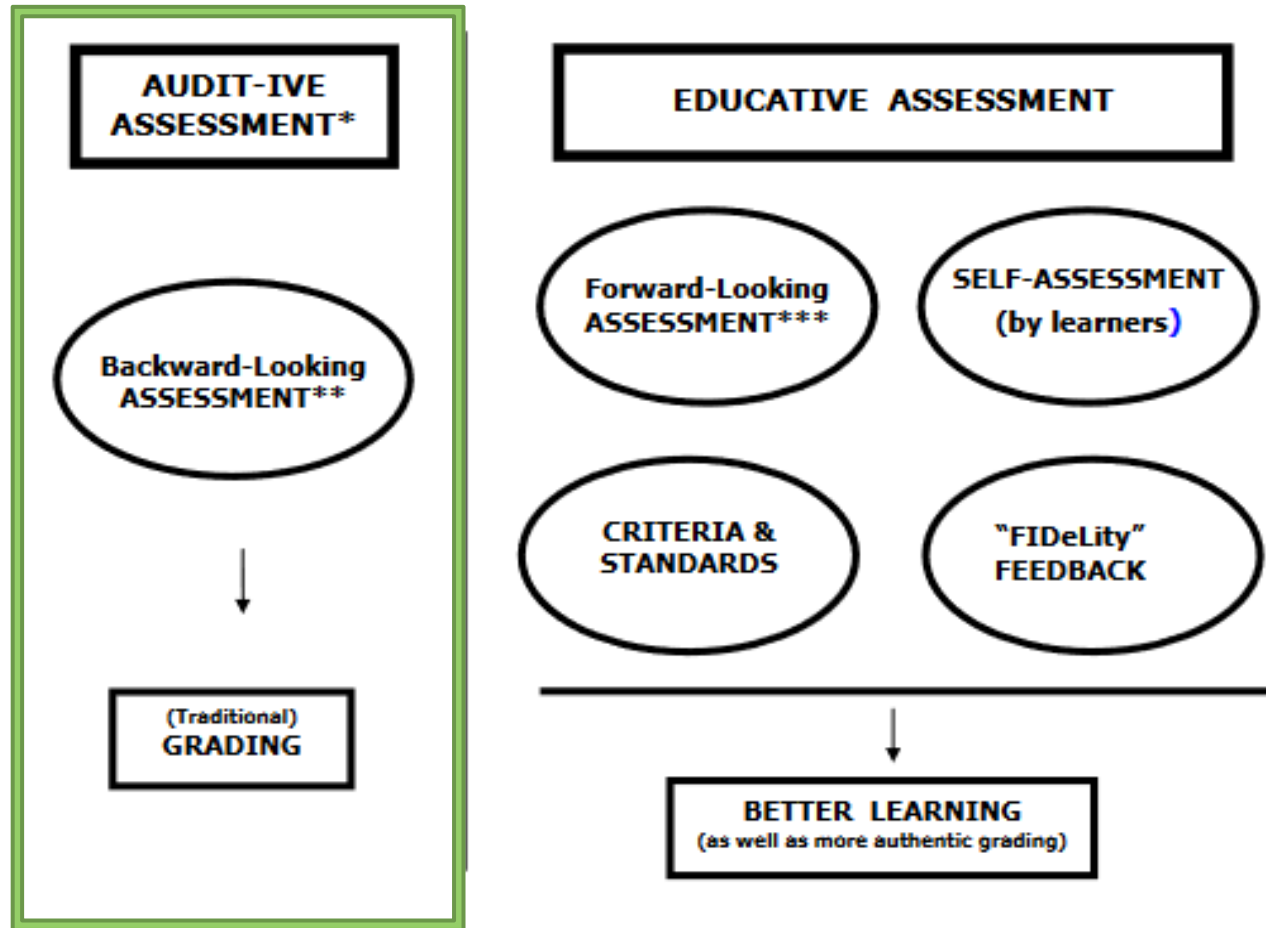 AUDIT-IVE
ASSESSMENT*
Backward-Looking
ASSESSMENT**
(Traditional)
GRADING
EDUCATIVE ASSESSMENT
Forward-Looking
ASSESSMENT***
SELF-ASSESSMENT
(by learners)
CRITERIA &
STANDARDS
“FIDeLity”
FEEDBACK
BETTER LEARNING
(as well as more authentic grading)